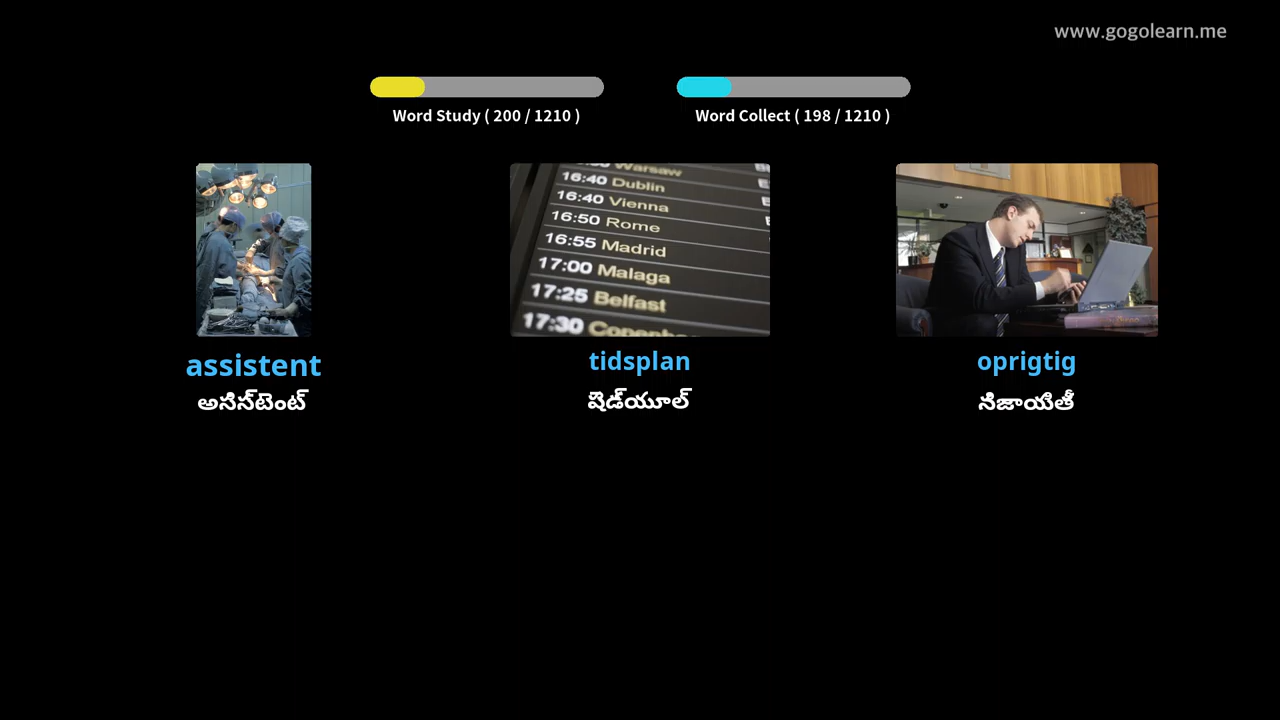 www.gogolearn.me
Word Study ( 200 / 1210 )
Word Collect ( 198 / 1210 )
Warsaw
16:40 Dublin
16:40 Vienna
16:50 Rome
16:55 Madrid
17:00 Malaga
17:25 Belfast
17:30
assistent
tidsplan
oprigtig
అసిస్‌టెంట్
షెడ్‌యూల్
నిజాయితీ